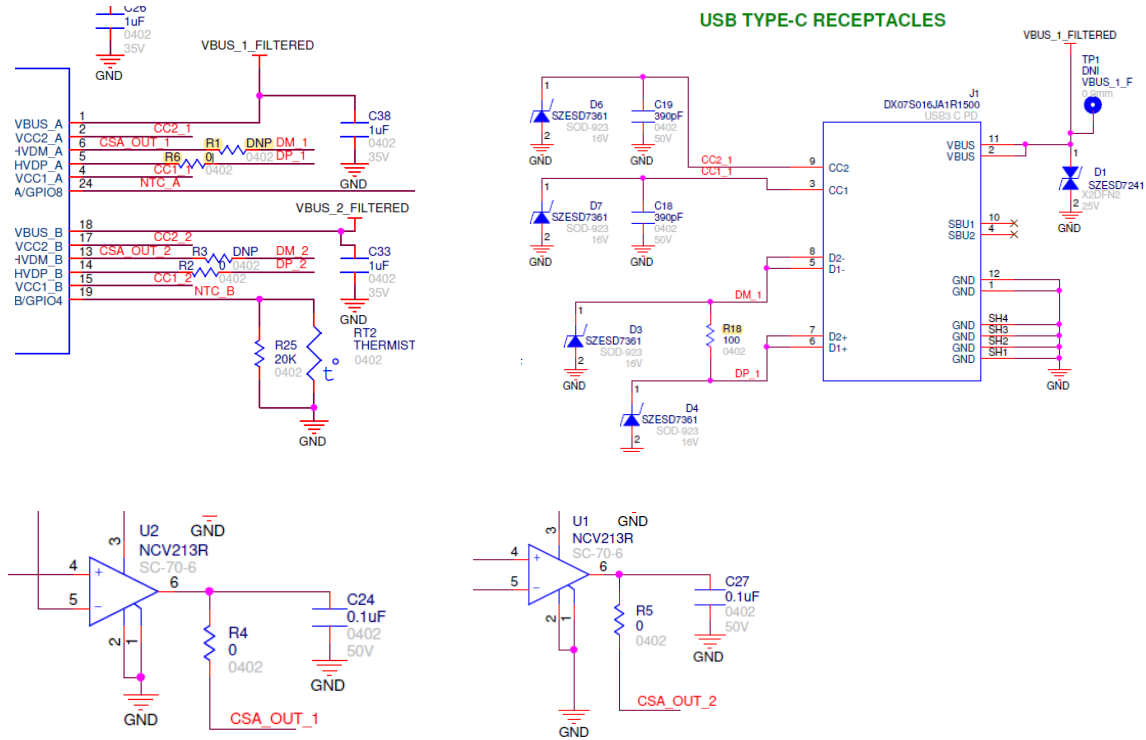 C26
1uF
0402
35V
GND
VBUS_1_FILTERED
VBUS_A
1
VCC2_A
2
CC2_1
HVDM_A
6
CSA_OUT_1
R1
DNP
0402
DM_1
HVDP_A
5
R6
0
0402
DP_1
VCC1_A
4
CC1_1
A/GPIO8
24
NTC_A
C38
1uF
0402
35V
GND
VBUS_2_FILTERED
VBUS_B
18
VCC2_B
17
CC2_2
HVDM_B
13
CSA_OUT_2
R3
DNP
0402
DM_2
HVDP_B
14
R2
0
0402
DP_2
VCC1_B
15
CC1_2
B/GPIO4
19
NTC_B
C33
1uF
0402
35V
GND
R25
20K
0402
RT2
THERMIST
0402
t°
GND
USB TYPE-C RECEPTACLES
VBUS_1_FILTERED
TP1
DNI
VBUS_1_F
0.9mm
J1
DX07S016JA1R1500
USB3 C PD
1
D6
SZESD7361
SOD-923
16V
2
GND
C19
390pF
0402
50V
GND
CC2_1
9
CC2
CC1_1
3
CC1
1
D7
SZESD7361
SOD-923
16V
2
GND
C18
390pF
0402
50V
GND
VBUS
11
VBUS
2
1
D1
SZESD7241
X2DFN2
25V
2
GND
SBU1
10
SBU2
4
8
D2-
5
D1-
DM_1
GND
12
GND
1
1
D3
SZESD7361
SOD-923
16V
2
GND
R18
100
0402
7
D2+
6
D1+
DP_1
GND
SH4
GND
SH3
GND
SH2
GND
SH1
GND
1
D4
SZESD7361
SOD-923
16V
2
GND
:
GND
U2
NCV213R
SC-70-6
3
4
+
5
-
6
2
1
GND
R4
0
0402
C24
0.1uF
0402
50V
GND
CSA_OUT_1
GND
U1
NCV213R
SC-70-6
3
4
+
5
-
6
2
1
GND
R5
0
0402
C27
0.1uF
0402
50V
GND
CSA_OUT_2